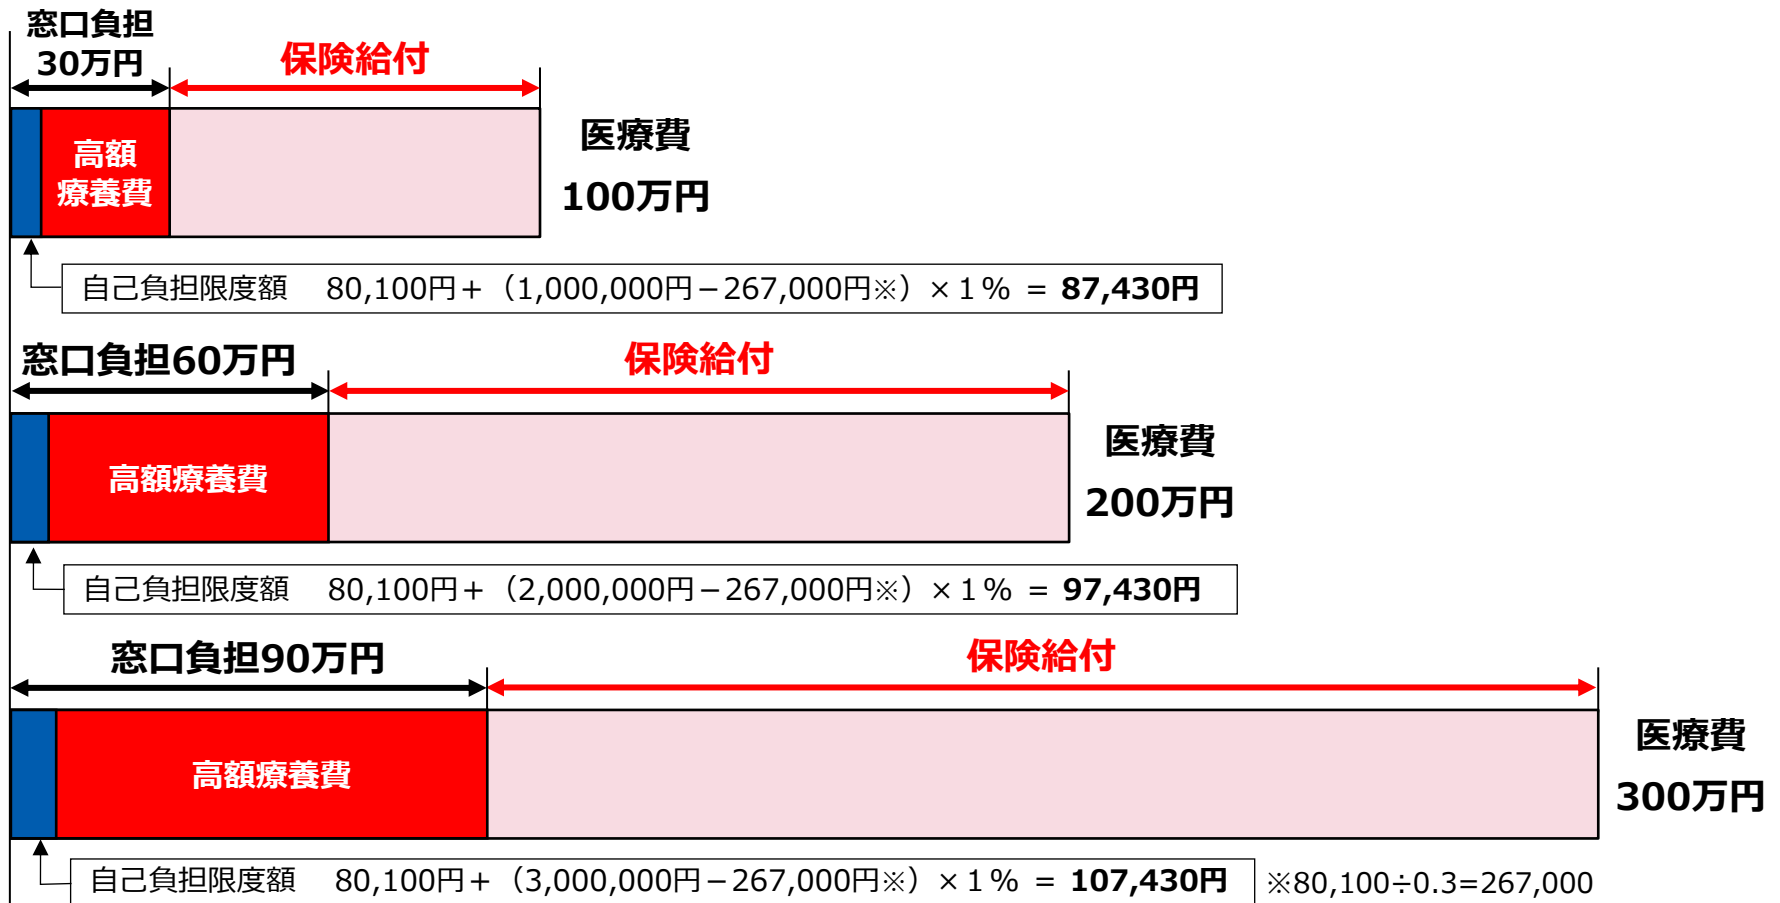 窓口負担
30万円
保険給付
高額
療養費
医療費
100万円
自己負担限度額 80,100円＋（1,000,000円－267,000円※）×１％ ＝ 87,430円
窓口負担60万円
保険給付
高額療養費
医療費
200万円
自己負担限度額 80,100円＋（2,000,000円－267,000円※）×１％ ＝ 97,430円
窓口負担90万円
保険給付
高額療養費
医療費
300万円
自己負担限度額 80,100円＋（3,000,000円－267,000円※）×１％ ＝ 107,430円
※80,100÷0.3=267,000